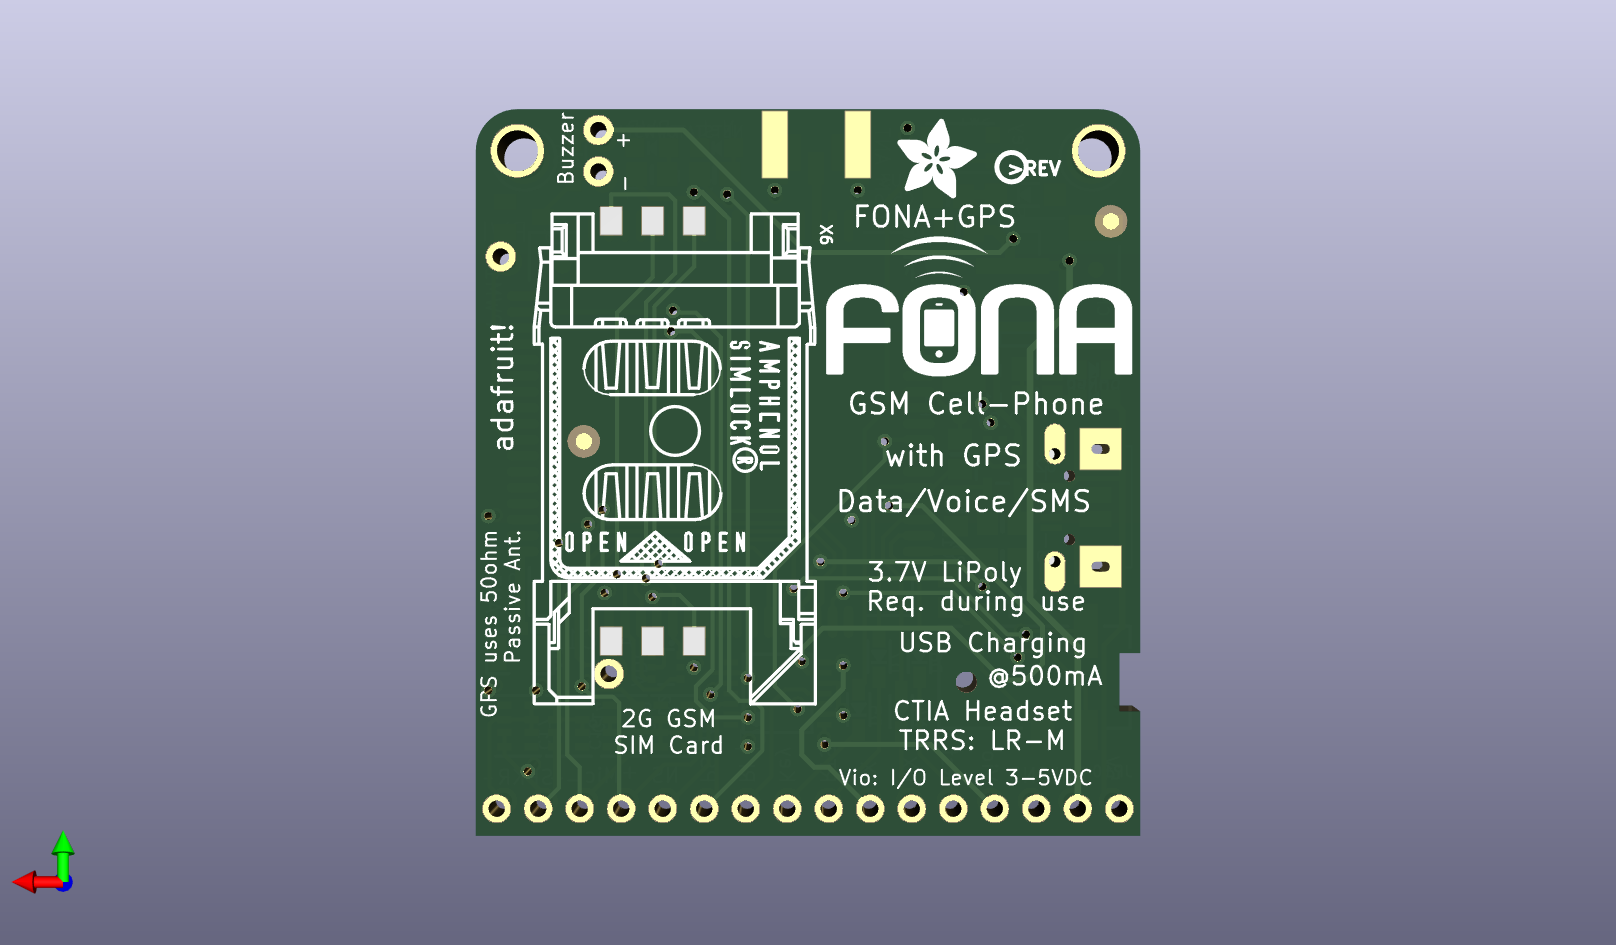 Buzzer
+
-
>REV
FONA+GPS
X6
FONA
adafruit!
AMPHENOL
SIMLOCK®
GSM Cell-Phone
with GPS
Data/Voice/SMS
OPEN OPEN
GPS uses 50ohm
Passive Ant.
3.7V LiPoly
Req. during use
USB Charging
@500mA
CTIA Headset
TRRS: LR-M
2G GSM
SIM Card
Vio: I/O Level 3-5VDC